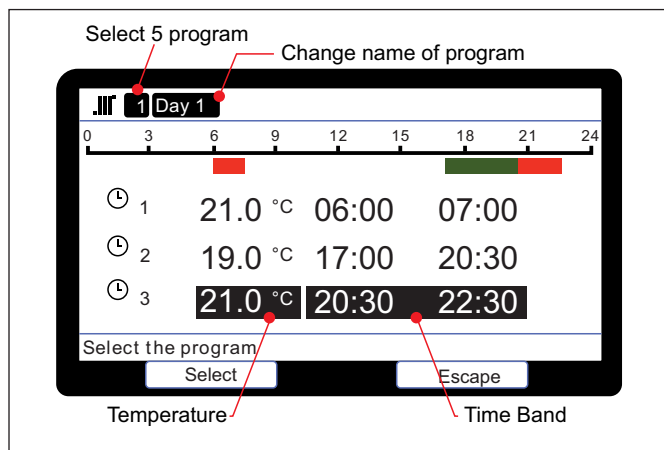 Select 5 program
Change name of program
1 Day 1
0 3 6 9 12 15 18 21 24
1 21.0 °C 06:00 07:00
2 19.0 °C 17:00 20:30
3 21.0 °C 20:30 22:30
Select the program
Select Escape
Temperature Time Band